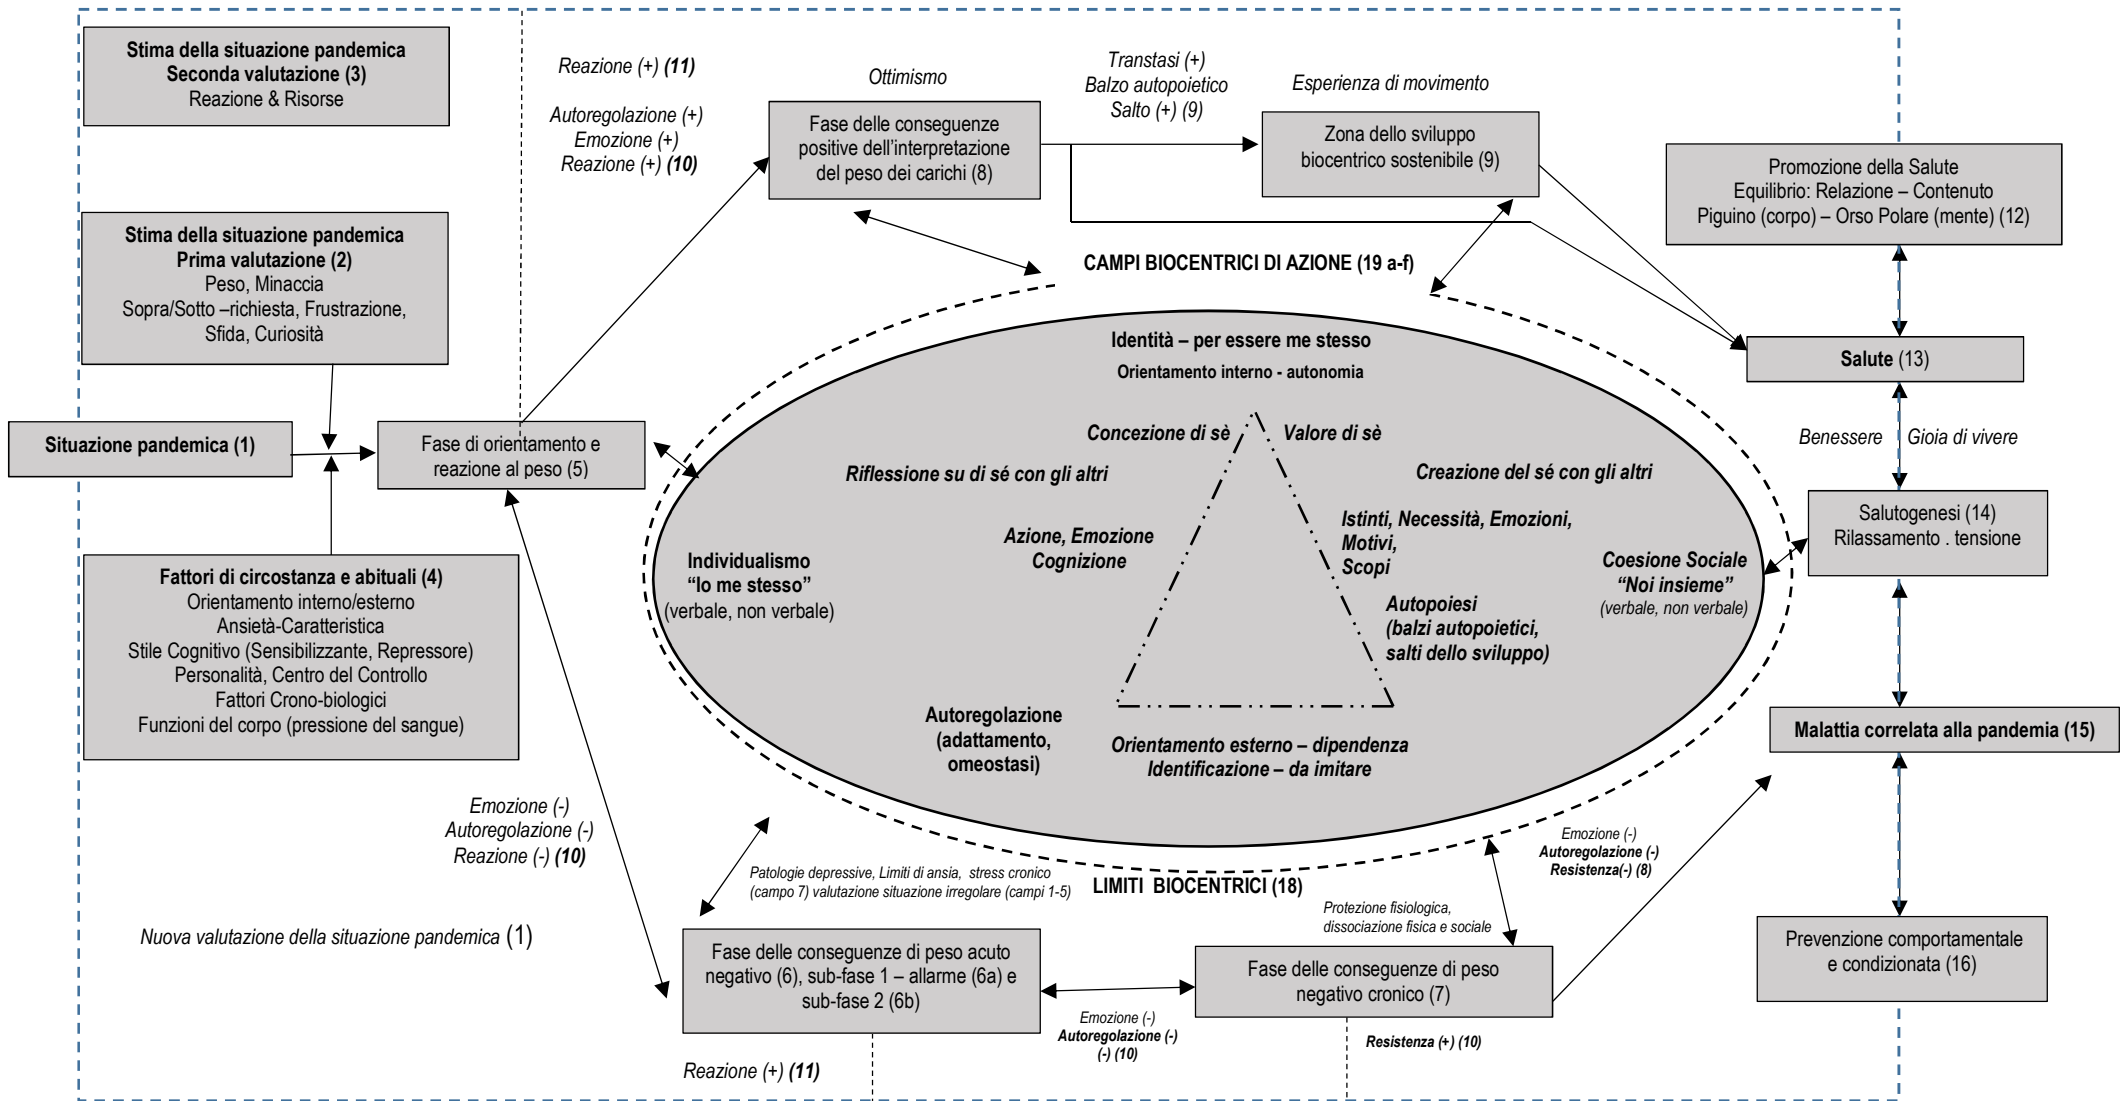 Stima della situazione pandemica
Seconda valutazione (3)
Reazione & Risorse
Reazione (+) (11)
Autoregolazione (+)
Emozione (+)
Reazione (+) (10)
Ottimismo
Fase delle conseguenze
positive dell'interpretazione
del peso dei carichi (8)
Transtasi (+)
Balzo autopoietico
Salto (+) (9)
Esperienza di movimento
Zona dello sviluppo
biocentrico sostenibile (9)
Promozione della Salute
Equilibrio: Relazione – Contenuto
Piguino (corpo) – Orso Polare (mente) (12)
Stima della situazione pandemica
Prima valutazione (2)
Peso, Minaccia
Sopra/Sotto –richiesta, Frustrazione,
Sfida, Curiosità
CAMPI BIOCENTRICI DI AZIONE (19 a-f)
Identità – per essere me stesso
Orientamento interno - autonomia
Salute (13)
Situazione pandemica (1)
Fase di orientamento e
reazione al peso (5)
Concezione di sè
Valore di sè
Benessere
Gioia di vivere
Riflessione su di sé con gli altri
Creazione del sé con gli altri
Salutogenesi (14)
Rilassamento . tensione
Azione, Emozione
Cognizione
Istinti, Necessità, Emozioni,
Motivi,
Scopi
Individualismo
“Io me stesso”
(verbale, non verbale)
Coesione Sociale
“Noi insieme”
(verbale, non verbale)
Fattori di circostanza e abituali (4)
Orientamento interno/esterno
Ansietà-Caratteristica
Stile Cognitivo (Sensibilizzante, Repressore)
Personalità, Centro del Controllo
Fattori Crono-biologici
Funzioni del corpo (pressione del sangue)
Autopoiesi
(balzi autopoietici,
salti dello sviluppo)
Autoregolazione
(adattamento,
omeostasi)
Orientamento esterno – dipendenza
Identificazione – da imitare
Malattia correlata alla pandemia (15)
Emozione (-)
Autoregolazione (-)
Reazione (-) (10)
Patologie depressive, Limiti di ansia, stress cronico
(campo 7) valutazione situazione irregolare (campi 1-5)
LIMITI BIOCENTRICI (18)
Emozione (-)
Autoregolazione (-)
Resistenza(-) (8)
Protezione fisiologica,
dissociazione fisica e sociale
Nuova valutazione della situazione pandemica (1)
Fase delle conseguenze di peso acuto
negativo (6), sub-fase 1 – allarme (6a) e
sub-fase 2 (6b)
Fase delle conseguenze di peso
negativo cronico (7)
Prevenzione comportamentale
e condizionata (16)
Emozione (-)
Autoregolazione (-)
(-) (10)
Resistenza (+) (10)
Reazione (+) (11)